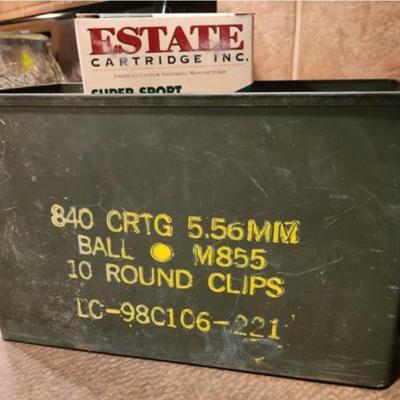 ESTATE
CARTRIDGE INC.
AMERICA'S CUSTOM SHOTSHELL MANUFACTURER
SUPER SPORT
840 CRTG 5.56MM
BALL M855
10 ROUND CLIPS
LC-98C106-221